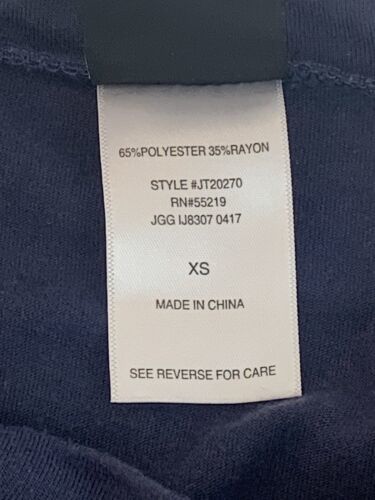 65%POLYESTER 35%RAYON
STYLE #JT20270
RN#55219
JGG IJ8307 0417
XS
MADE IN CHINA
SEE REVERSE FOR CARE